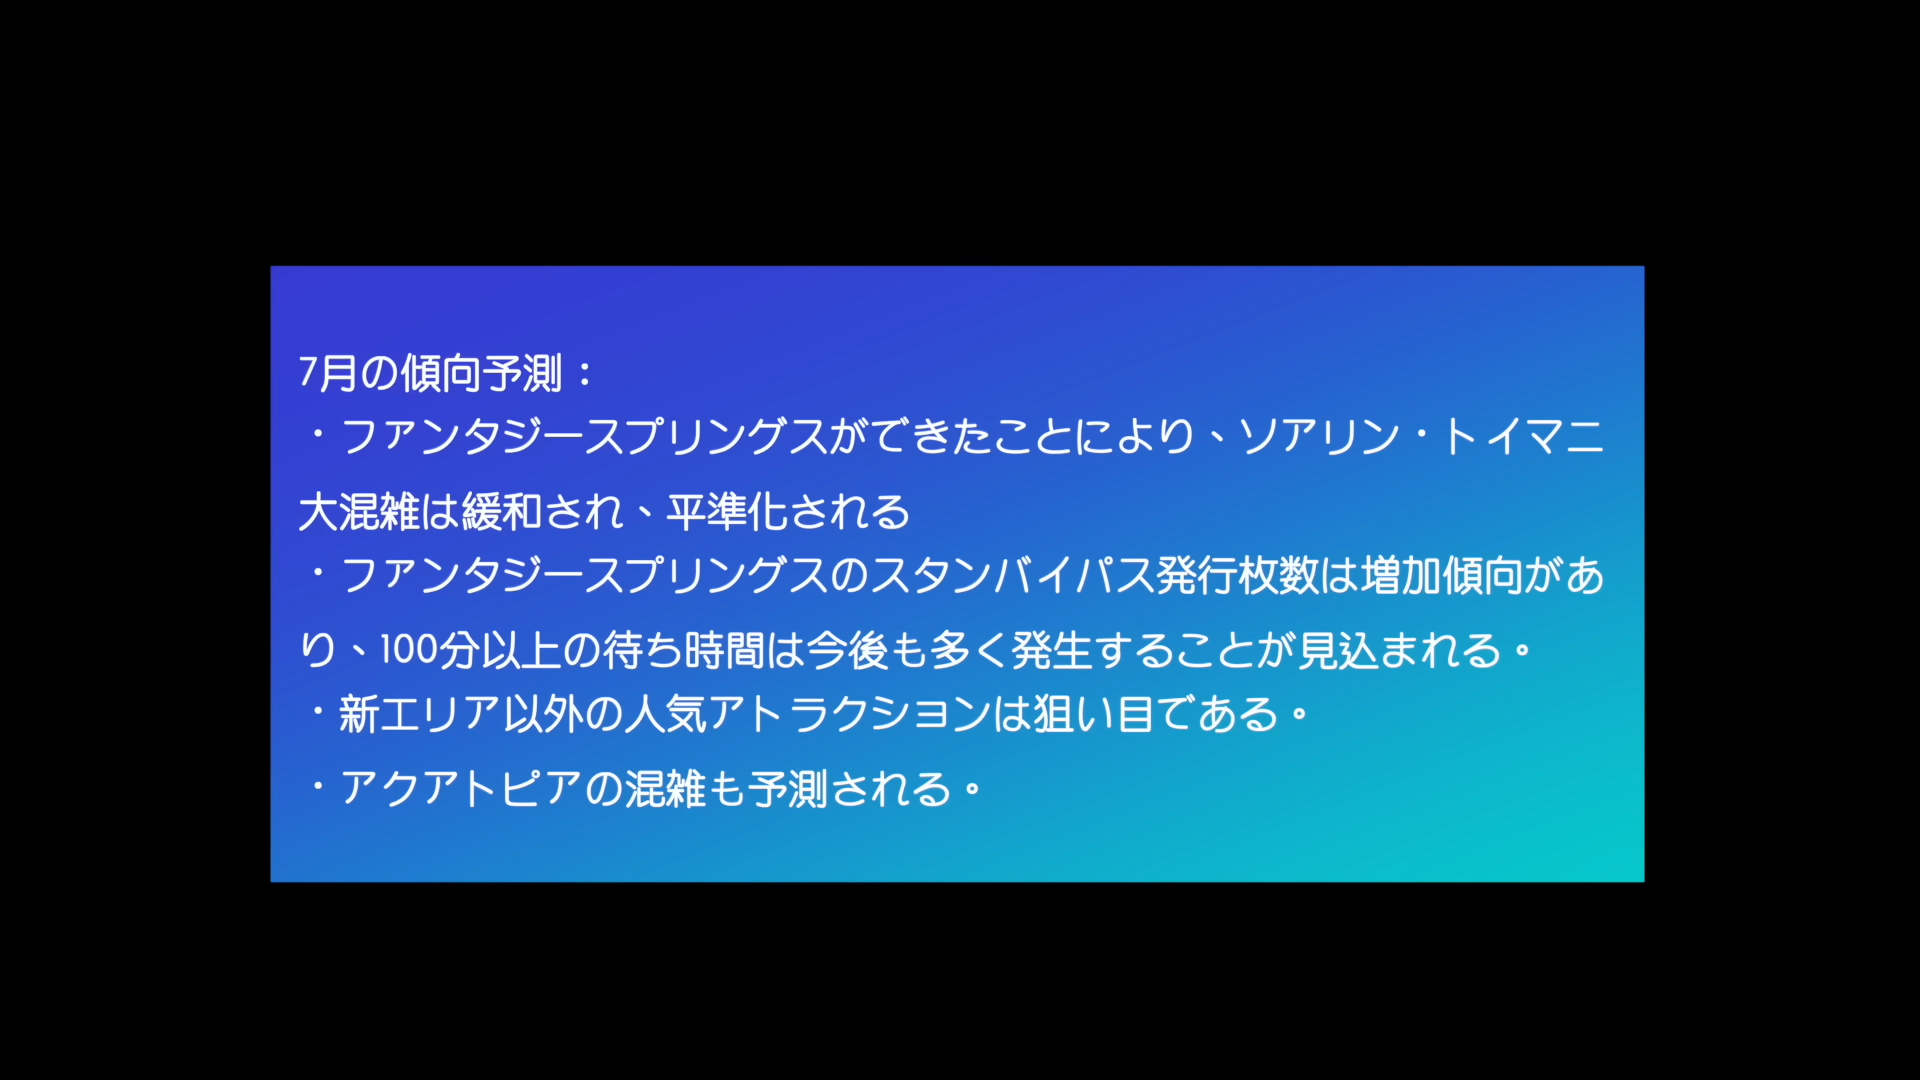 7月の傾向予測：
・ファンタジースプリングスができたことにより、ソアリン・トイマニ
大混雑は緩和され、平準化される
・ファンタジースプリングスのスタンバイパス発行枚数は増加傾向があ
り、100分以上の待ち時間は今後も多く発生することが見込まれる。
・新エリア以外の人気アトラクションは狙い目である。
・アクアトピアの混雑も予測される。